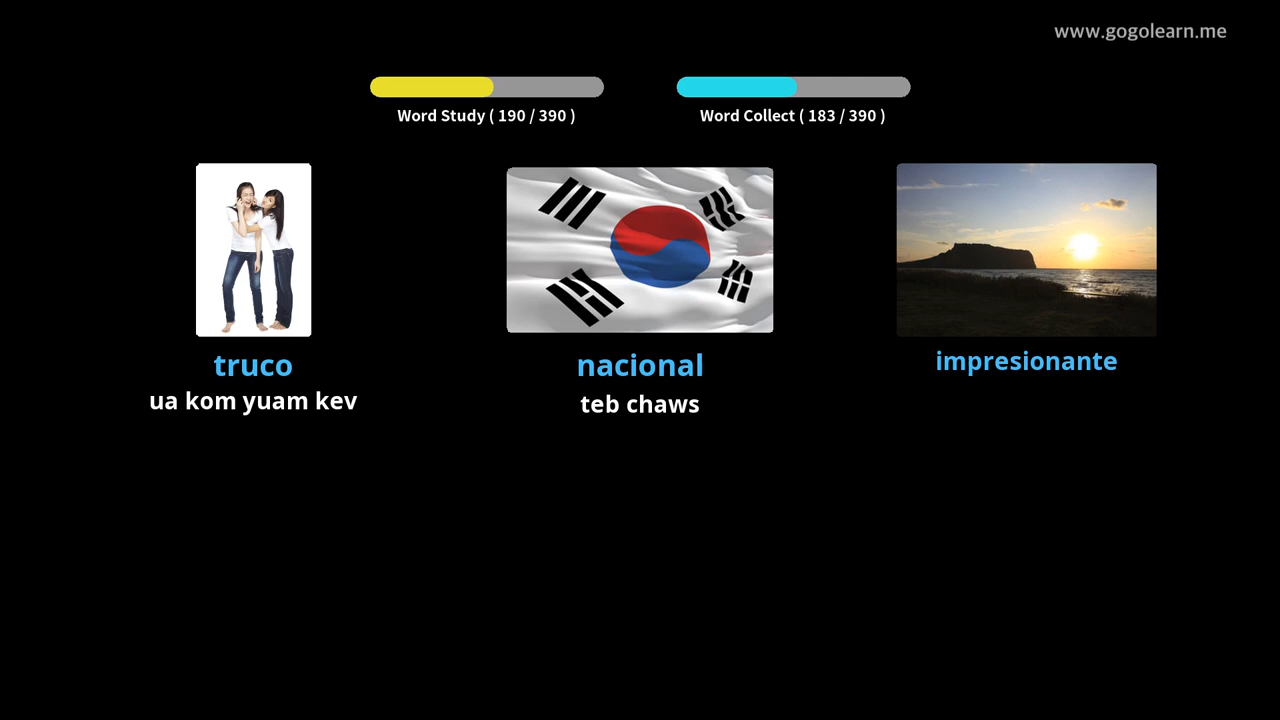 www.gogolearn.me
Word Study ( 190 / 390 )
Word Collect ( 183 / 390 )
truco
ua kom yuam kev
nacional
teb chaws
impresionante